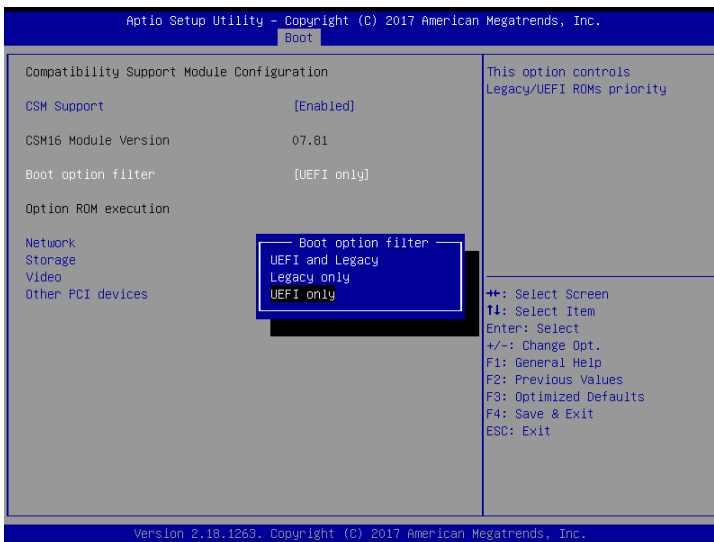 Aptio Setup Utility – Copyright (C) 2017 American Megatrends, Inc.
Boot
Compatibility Support Module Configuration
CSM Support [Enabled]
CSM16 Module Version 07.81
Boot option filter [UEFI only]
Option ROM execution
Network
Storage
Video
Other PCI devices
Boot option filter
UEFI and Legacy
Legacy only
UEFI only
This option controls
Legacy/UEFI ROMs priority
→←: Select Screen
↑↓: Select Item
Enter: Select
+/-: Change Opt.
F1: General Help
F2: Previous Values
F3: Optimized Defaults
F4: Save & Exit
ESC: Exit
Version 2.18.1263. Copyright (C) 2017 American Megatrends, Inc.